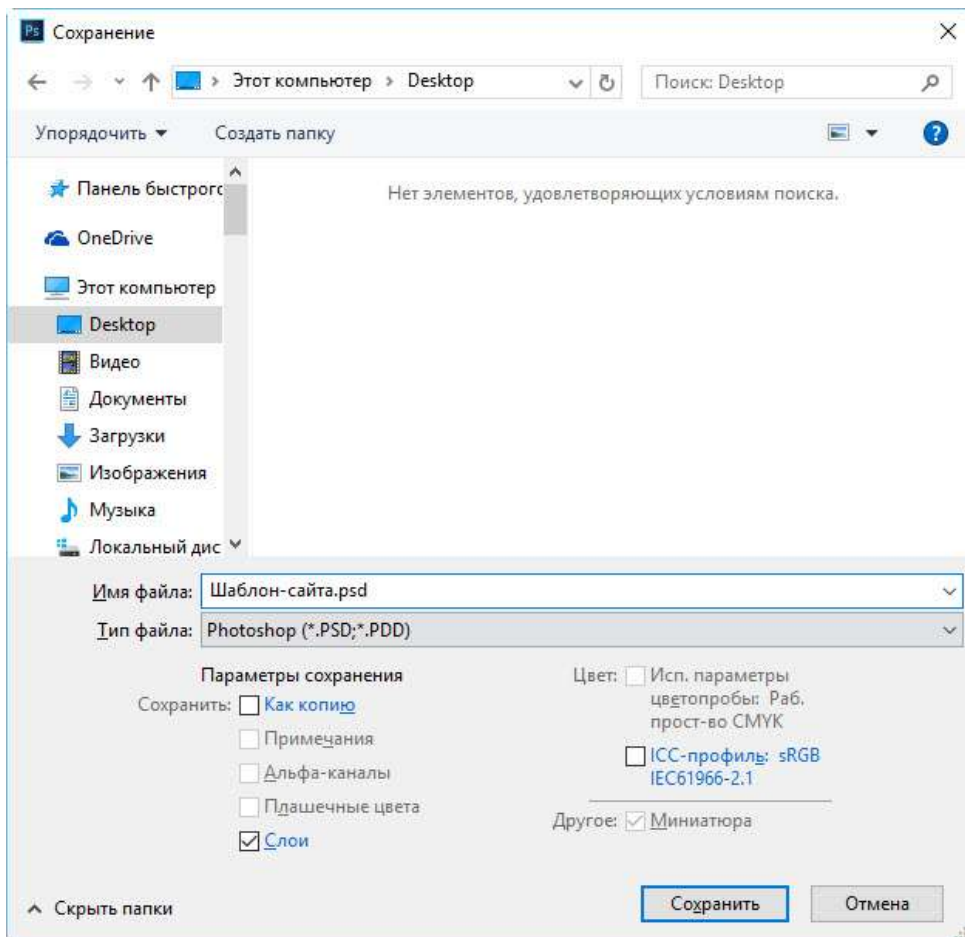 Ps Сохранение
Этот компьютер > Desktop
Поиск: Desktop
Упорядочить
Создать папку
Панель быстрого
Нет элементов, удовлетворяющих условиям поиска.
OneDrive
Этот компьютер
Desktop
Видео
Документы
Загрузки
Изображения
Музыка
Локальный дис
Имя файла: Шаблон-сайта.psd
Тип файла: Photoshop (*.PSD;*.PDD)
Параметры сохранения
Сохранить: Как копию
Примечания
Альфа-каналы
Плашечные цвета
Слои
Цвет: Исп. параметры
цветопробы: Раб.
прост-во CMYK
ICC-профиль: sRGB
IEC61966-2.1
Другое: Миниатюра
Скрыть папки
Сохранить
Отмена